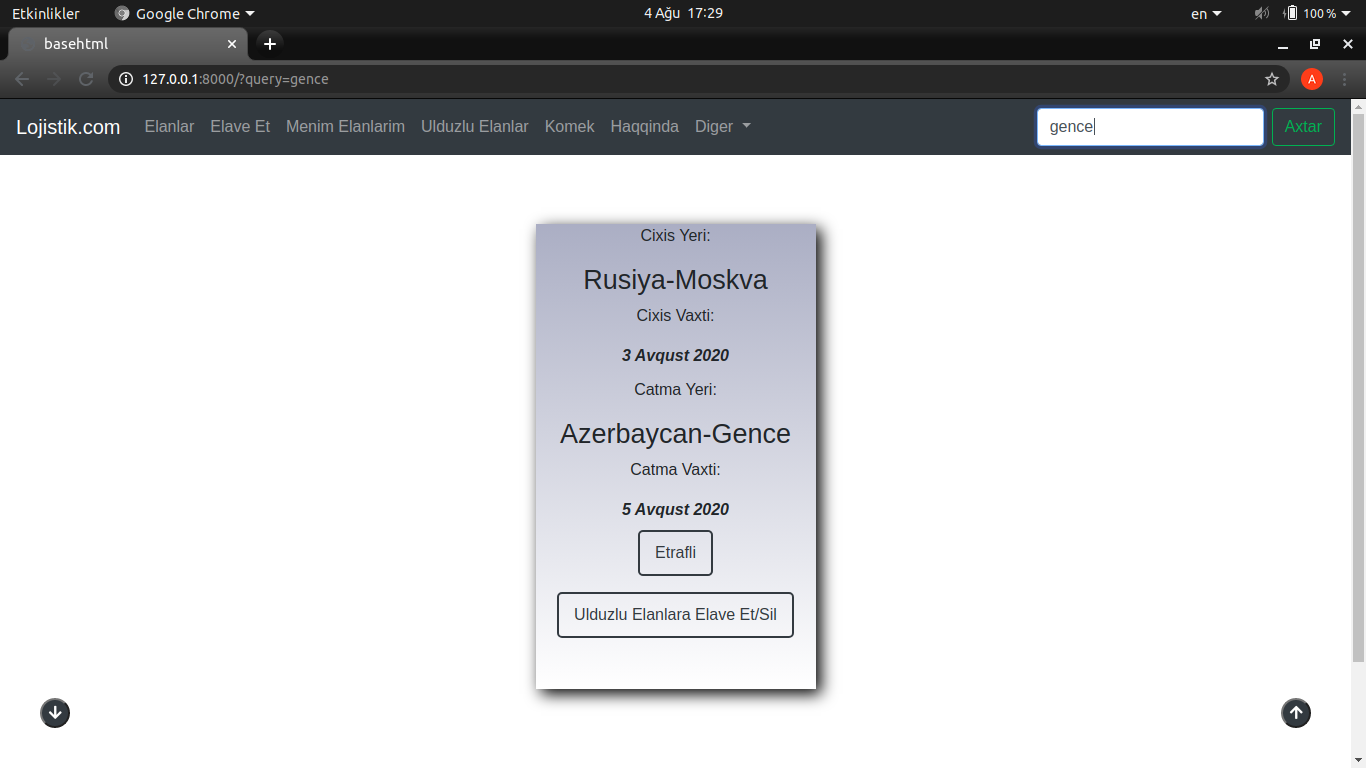 Etkinlikler Google Chrome 4 Ağu 17:29 en 100 %
basehtml
127.0.0.1:8000/?query=gence A
Lojistik.com Elanlar Elave Et Menim Elanlarim Ulduzlu Elanlar Komek Haqqinda Diger gence Axtar
Cixis Yeri:
Rusiya-Moskva
Cixis Vaxti:
3 Avqust 2020
Catma Yeri:
Azerbaycan-Gence
Catma Vaxti:
5 Avqust 2020
Etrafli
Ulduzlu Elanlara Elave Et/Sil